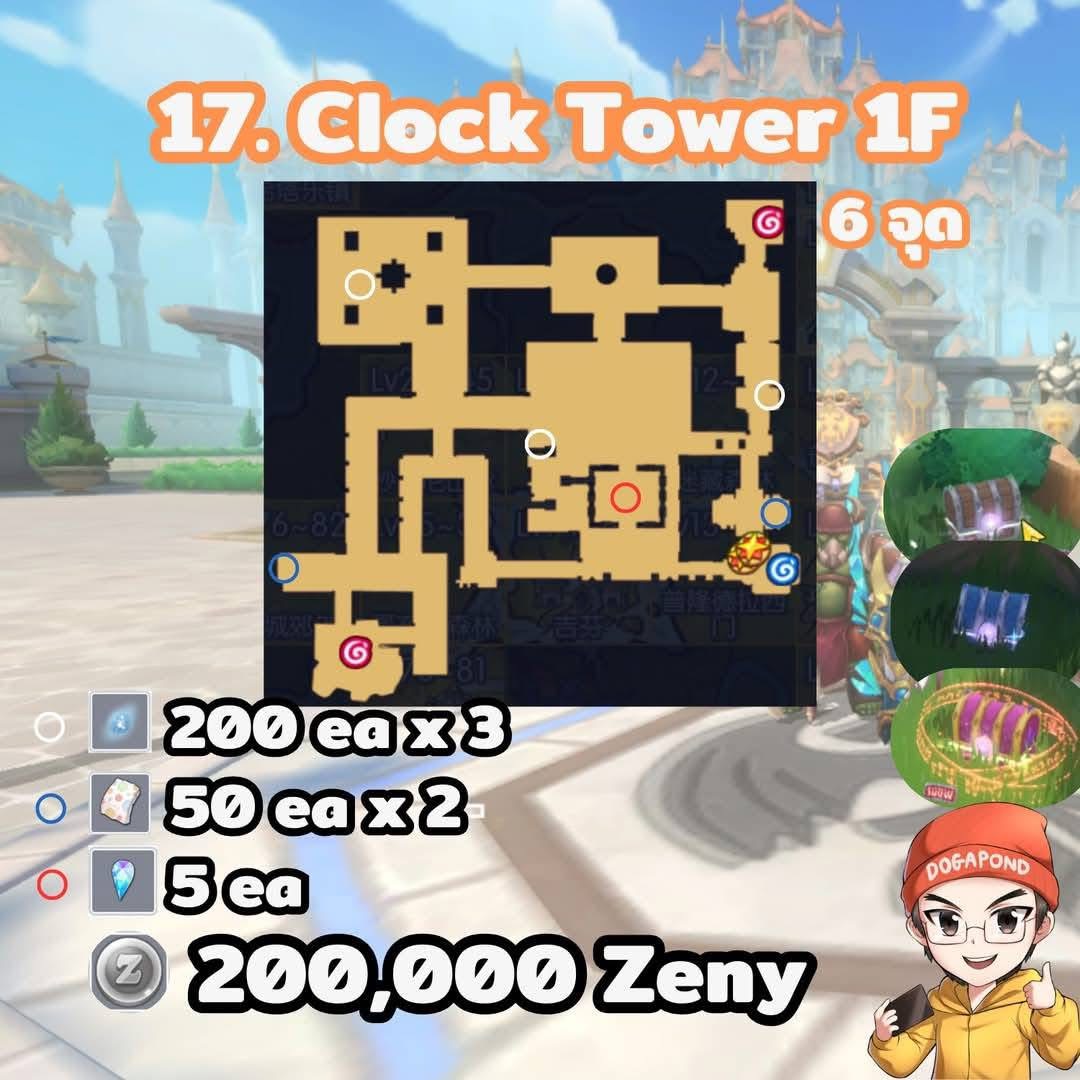 17. Clock Tower 1F
6 จุด
200 ea x 3
50 ea x 2
5 ea
200,000 Zeny
DOGAPOND